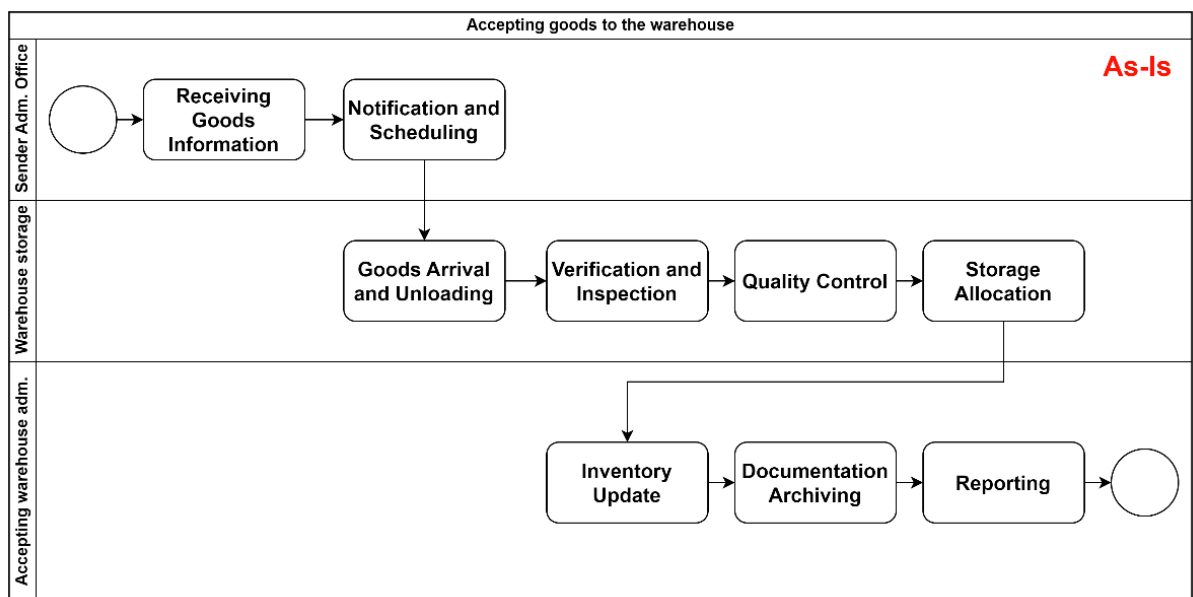 Accepting goods to the warehouse
As-Is
Sender Adm. Office
Receiving
Goods
Information
Notification and
Scheduling
Warehouse storage
Goods Arrival
and Unloading
Verification and
Inspection
Quality Control
Storage
Allocation
Accepting warehouse adm.
Inventory
Update
Documentation
Archiving
Reporting